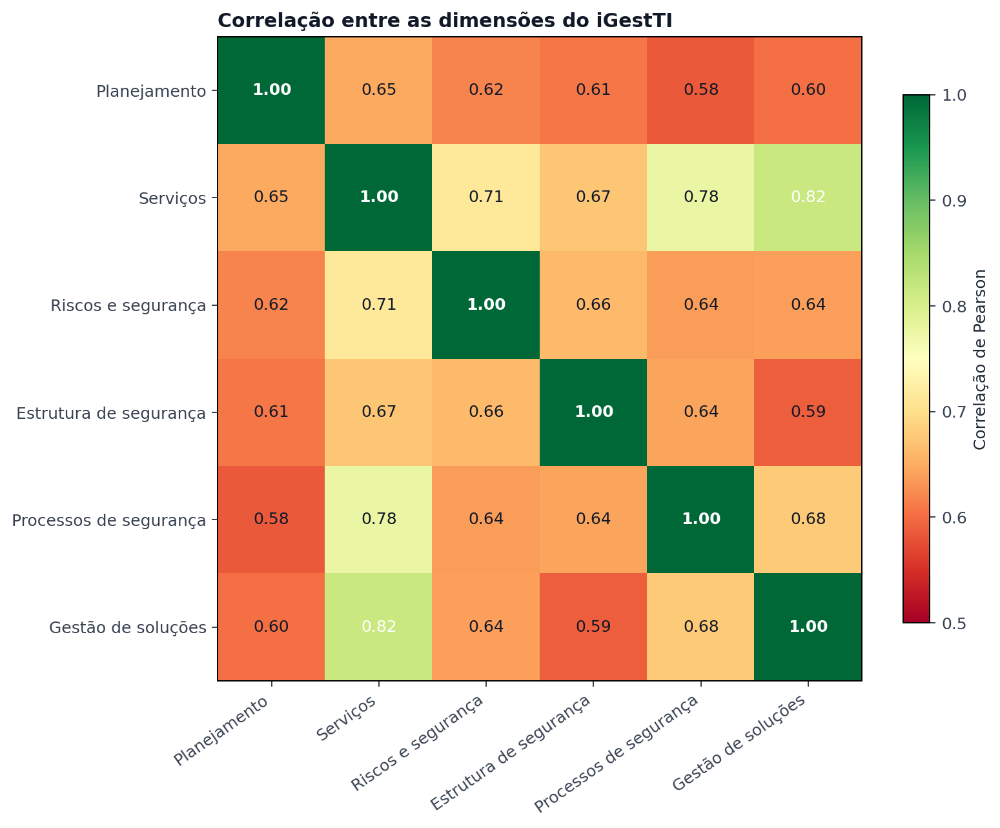 Correlação entre as dimensões do iGestTI
Planejamento 1.00 0.65 0.62 0.61 0.58 0.60
Serviços 0.65 1.00 0.71 0.67 0.78 0.82
Riscos e segurança 0.62 0.71 1.00 0.66 0.64 0.64
Estrutura de segurança 0.61 0.67 0.66 1.00 0.64 0.59
Processos de segurança 0.58 0.78 0.64 0.64 1.00 0.68
Gestão de soluções 0.60 0.82 0.64 0.59 0.68 1.00
Planejamento
Serviços
Riscos e segurança
Estrutura de segurança
Processos de segurança
Gestão de soluções
1.0
0.9
0.8
0.7
0.6
0.5
Correlação de Pearson